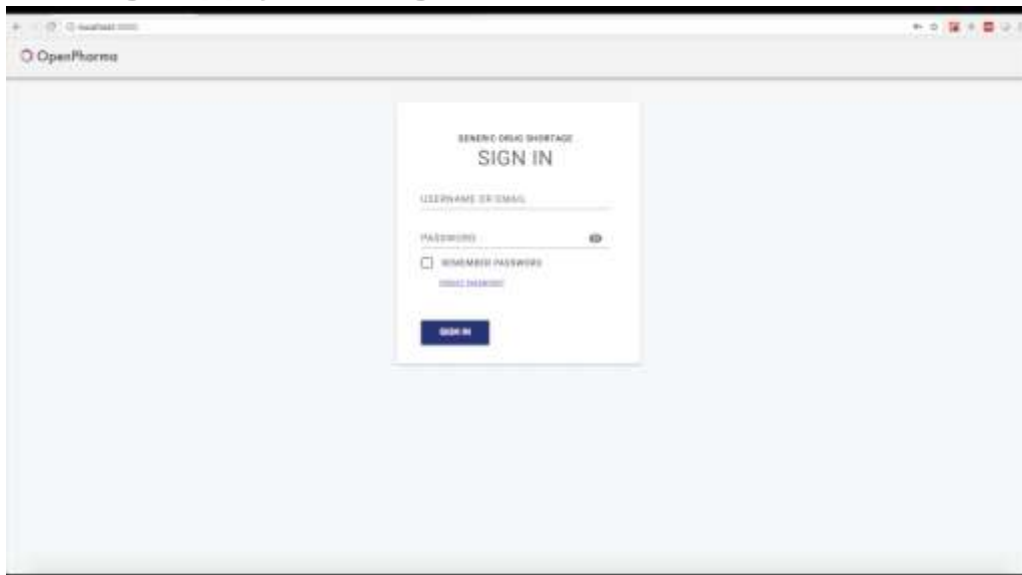 OpenPharma
GENERIC DRUG SHORTAGE
SIGN IN
USERNAME OR EMAIL
PASSWORD
REMEMBER PASSWORD
SIGN IN